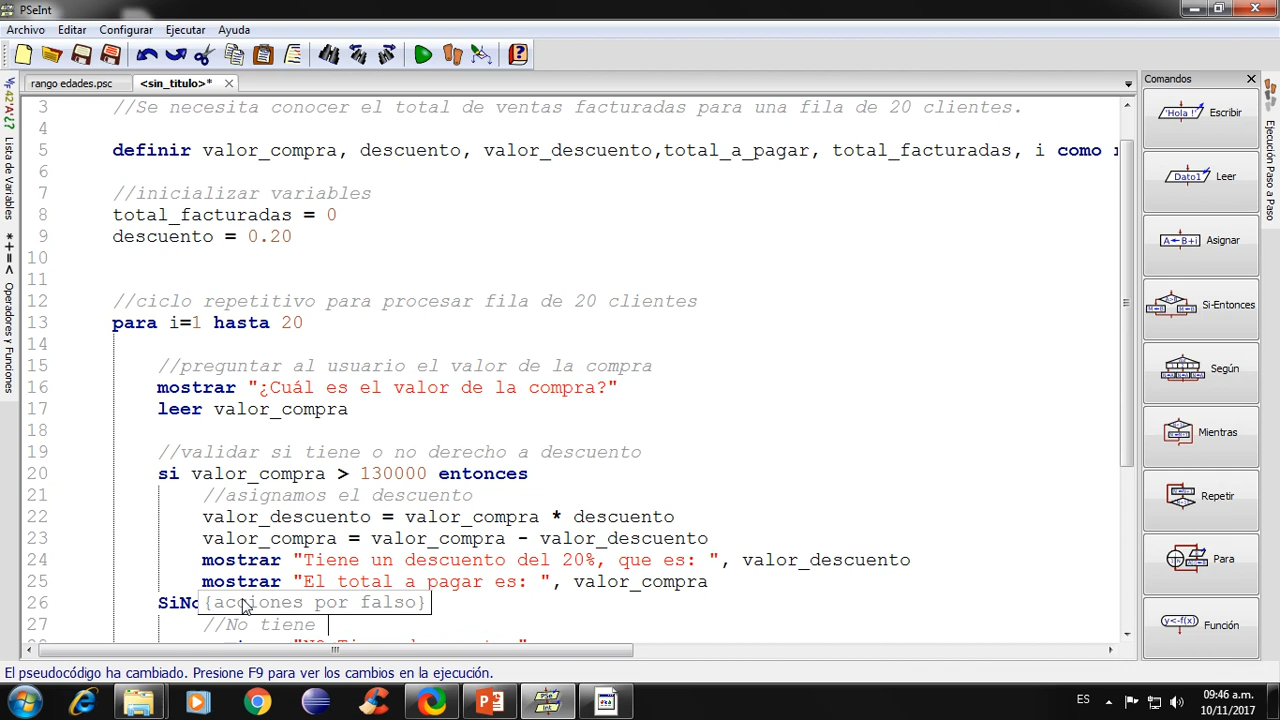 PSeInt
Archivo Editar Configurar Ejecutar Ayuda
rango edades.psc <sin_titulo>*
Comandos
3 //Se necesita conocer el total de ventas facturadas para una fila de 20 clientes.
4
5 definir valor_compra, descuento, valor_descuento,total_a_pagar, total_facturadas, i como
6
7 //inicializar variables
8 total_facturadas = 0
9 descuento = 0.20
10
11
12 //ciclo repetitivo para procesar fila de 20 clientes
13 para i=1 hasta 20
14
15 //preguntar al usuario el valor de la compra
16 mostrar "¿Cuál es el valor de la compra?"
17 leer valor_compra
18
19 //validar si tiene o no derecho a descuento
20 si valor_compra > 130000 entonces
21 //asignamos el descuento
22 valor_descuento = valor_compra * descuento
23 valor_compra = valor_compra - valor_descuento
24 mostrar "Tiene un descuento del 20%, que es: ", valor_descuento
25 mostrar "El total a pagar es: ", valor_compra
26 SiNo {acciones por falso}
27 //No tiene
Lista de Variables
*+=< Operadores y Funciones
'Hola !' Escribir
Dato1 Leer
A←B+i Asignar
Si-Entonces
Según
Mientras
Repetir
Para
y<-f(x) Función
Ejecución Paso a Paso
El pseudocódigo ha cambiado. Presione F9 para ver los cambios en la ejecución.
ES
09:46 a.m.
10/11/2017